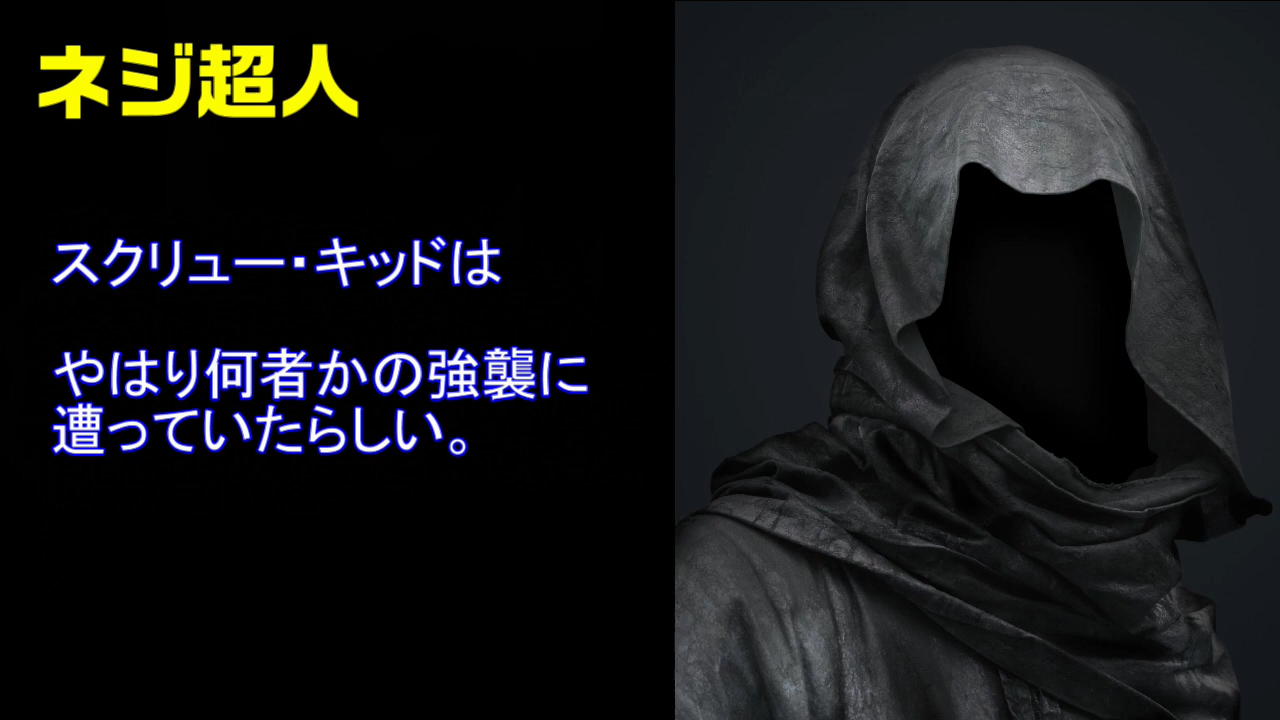 ネジ超人
スクリュー・キッドは
やはり何者かの強襲に
遭っていたらしい。